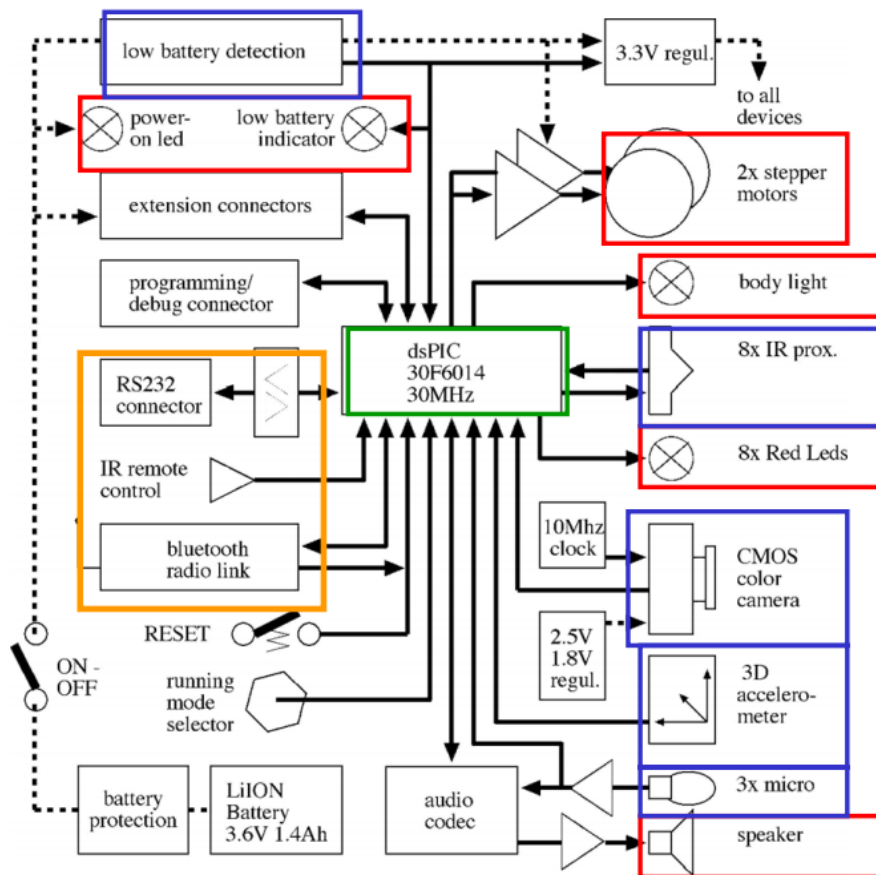 low battery detection
3.3V regul.
to all
devices
power-
on led
low battery
indicator
2x stepper
motors
extension connectors
programming/
debug connector
body light
dsPIC
30F6014
30MHz
8x IR prox.
RS232
connector
8x Red Leds
IR remote
control
bluetooth
radio link
10Mhz
clock
CMOS
color
camera
RESET
ON -
OFF
2.5V
1.8V
regul.
running
mode
selector
3D
accelero-
meter
battery
protection
LiION
Battery
3.6V 1.4Ah
audio
codec
3x micro
speaker